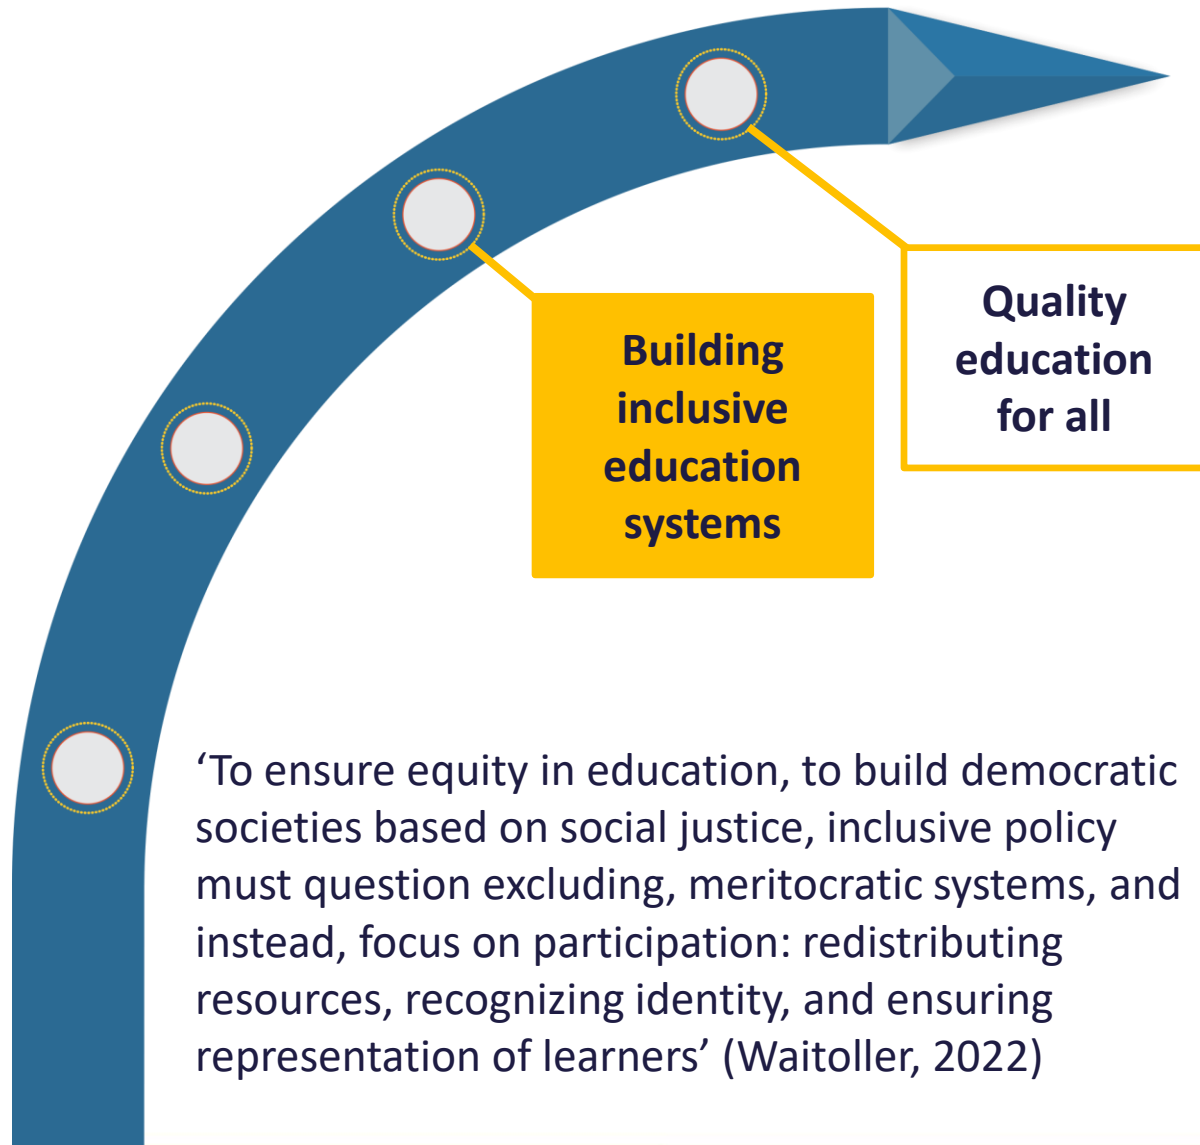 Quality
education
for all
Building
inclusive
education
systems
‘To ensure equity in education, to build democratic
societies based on social justice, inclusive policy
must question excluding, meritocratic systems, and
instead, focus on participation: redistributing
resources, recognizing identity, and ensuring
representation of learners’ (Waitoller, 2022)